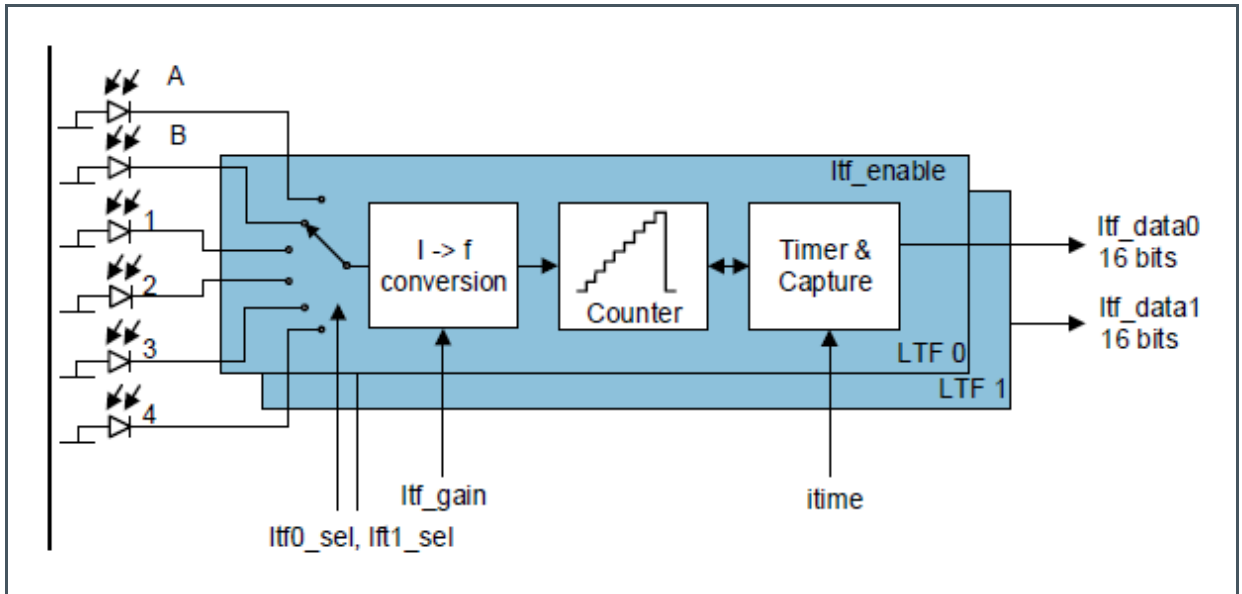 A
B
1
2
3
4
ltf_enable
I -> f
conversion
Counter
Timer &
Capture
LTF 0
LTF 1
ltf_data0
16 bits
ltf_data1
16 bits
ltf_gain
itime
ltf0_sel, lft1_sel